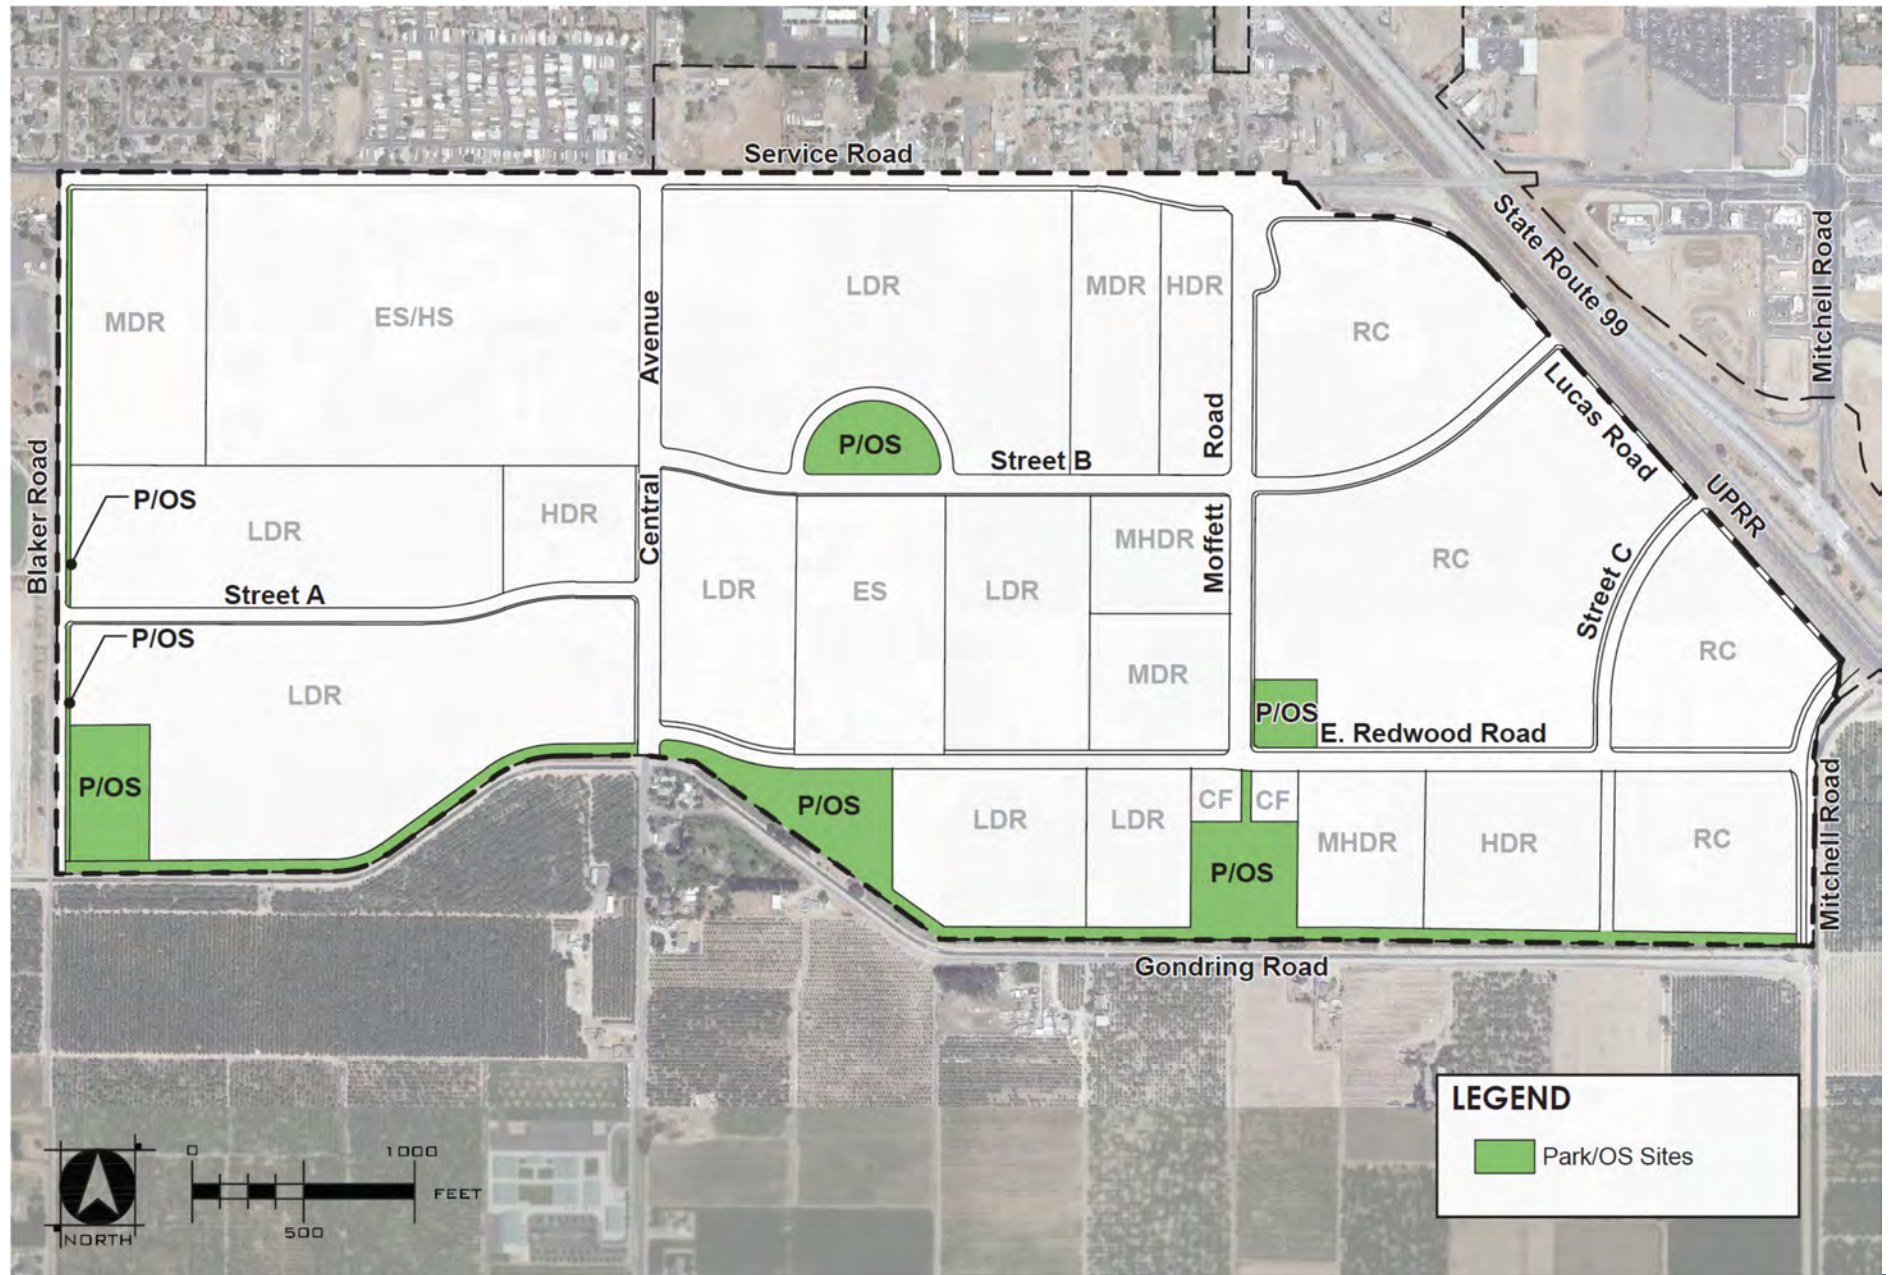 Service Road
State Route 99
Mitchell Road
LDR
MDR
HDR
MDR
ES/HS
Avenue
RC
Lucas Road
Road
P/OS
Street B
Blaker Road
P/OS
LDR
HDR
Central
UPRR
MHDR
Moffett
RC
Street C
LDR
ES
LDR
Street A
P/OS
RC
MDR
LDR
P/OS
E. Redwood Road
P/OS
P/OS
CF
CF
LDR
LDR
MHDR
HDR
RC
Mitchell Road
P/OS
Gondring Road
LEGEND
Park/OS Sites
0
1000
FEET
500
NORTH